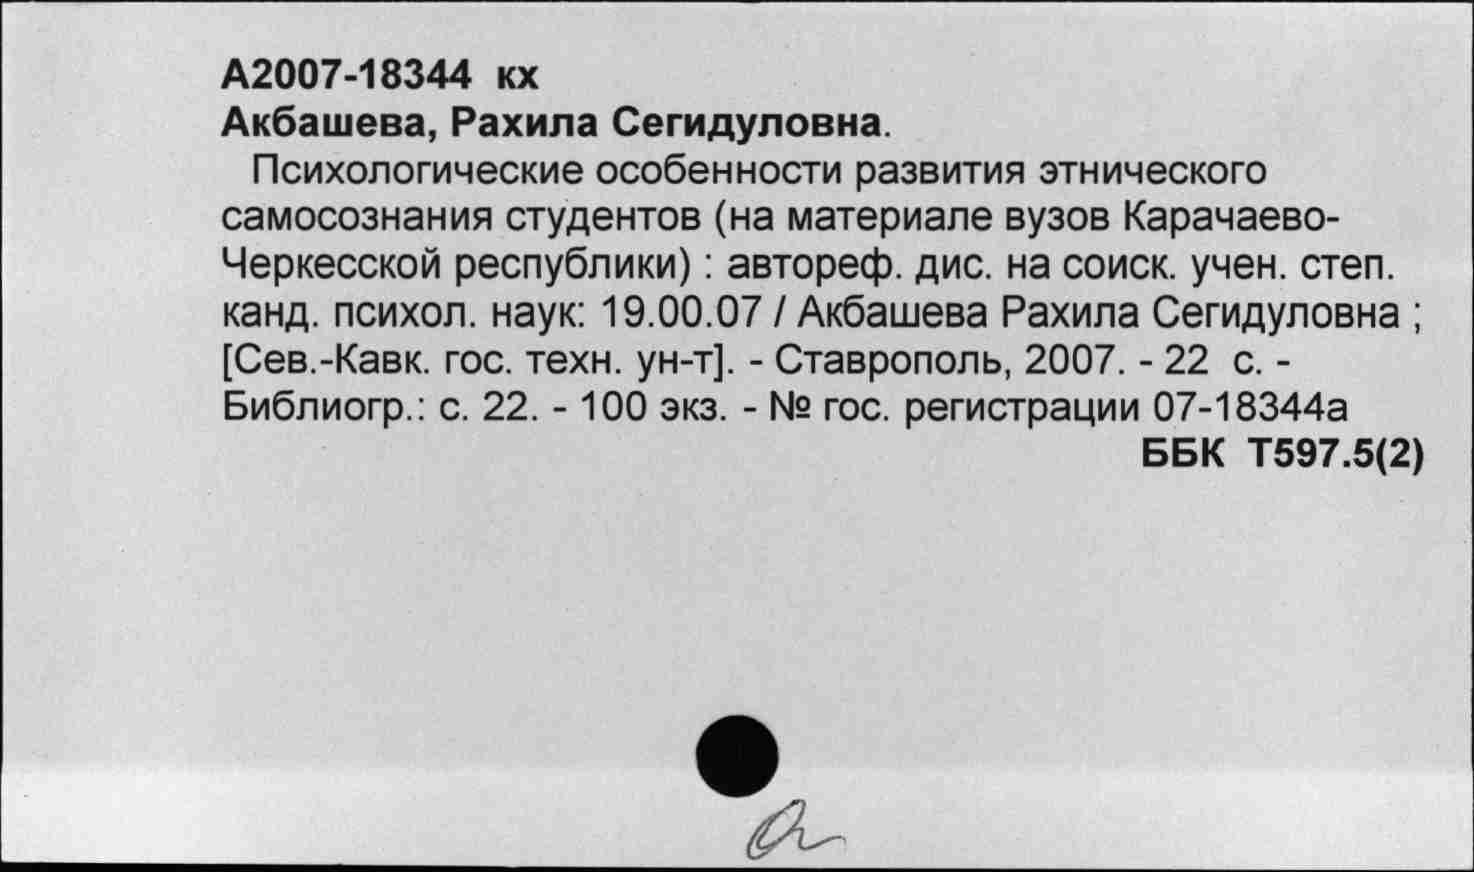 А2007-18344 кх
Акбашева, Рахила Сегидуловна.
Психологические особенности развития этнического
самосознания студентов (на материале вузов Карачаево-
Черкесской республики) : автореф. дис. на соиск. учен. степ.
канд. психол. наук: 19.00.07 / Акбашева Рахила Сегидуловна ;
[Сев.-Кавк. гос. техн. ун-т]. - Ставрополь, 2007. - 22 с. -
Библиогр.: с. 22. - 100 экз. - № гос. регистрации 07-18344а
ББК Т597.5(2)